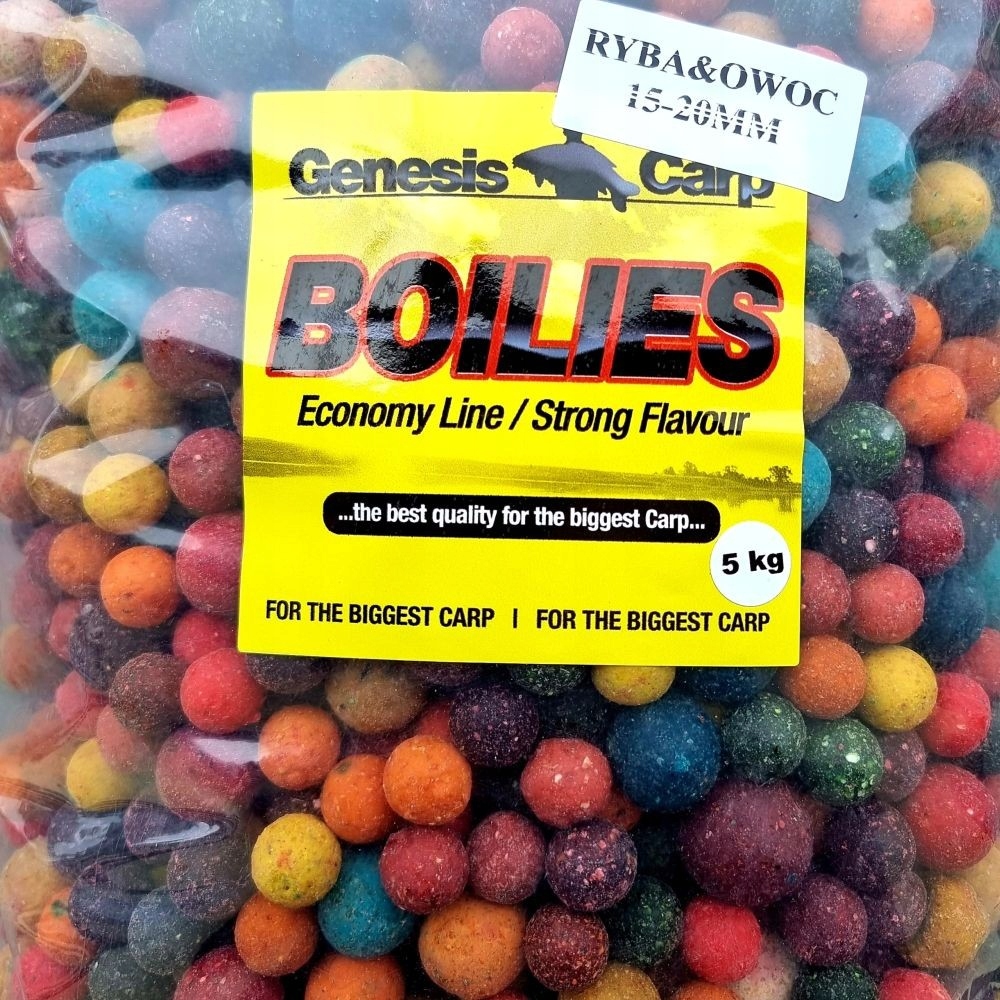 RYBA&OWOC
15-20MM
Genesis Carp
BOILIES
Economy Line / Strong Flavour
...the best quality for the biggest Carp...
5 kg
FOR THE BIGGEST CARP | FOR THE BIGGEST CARP